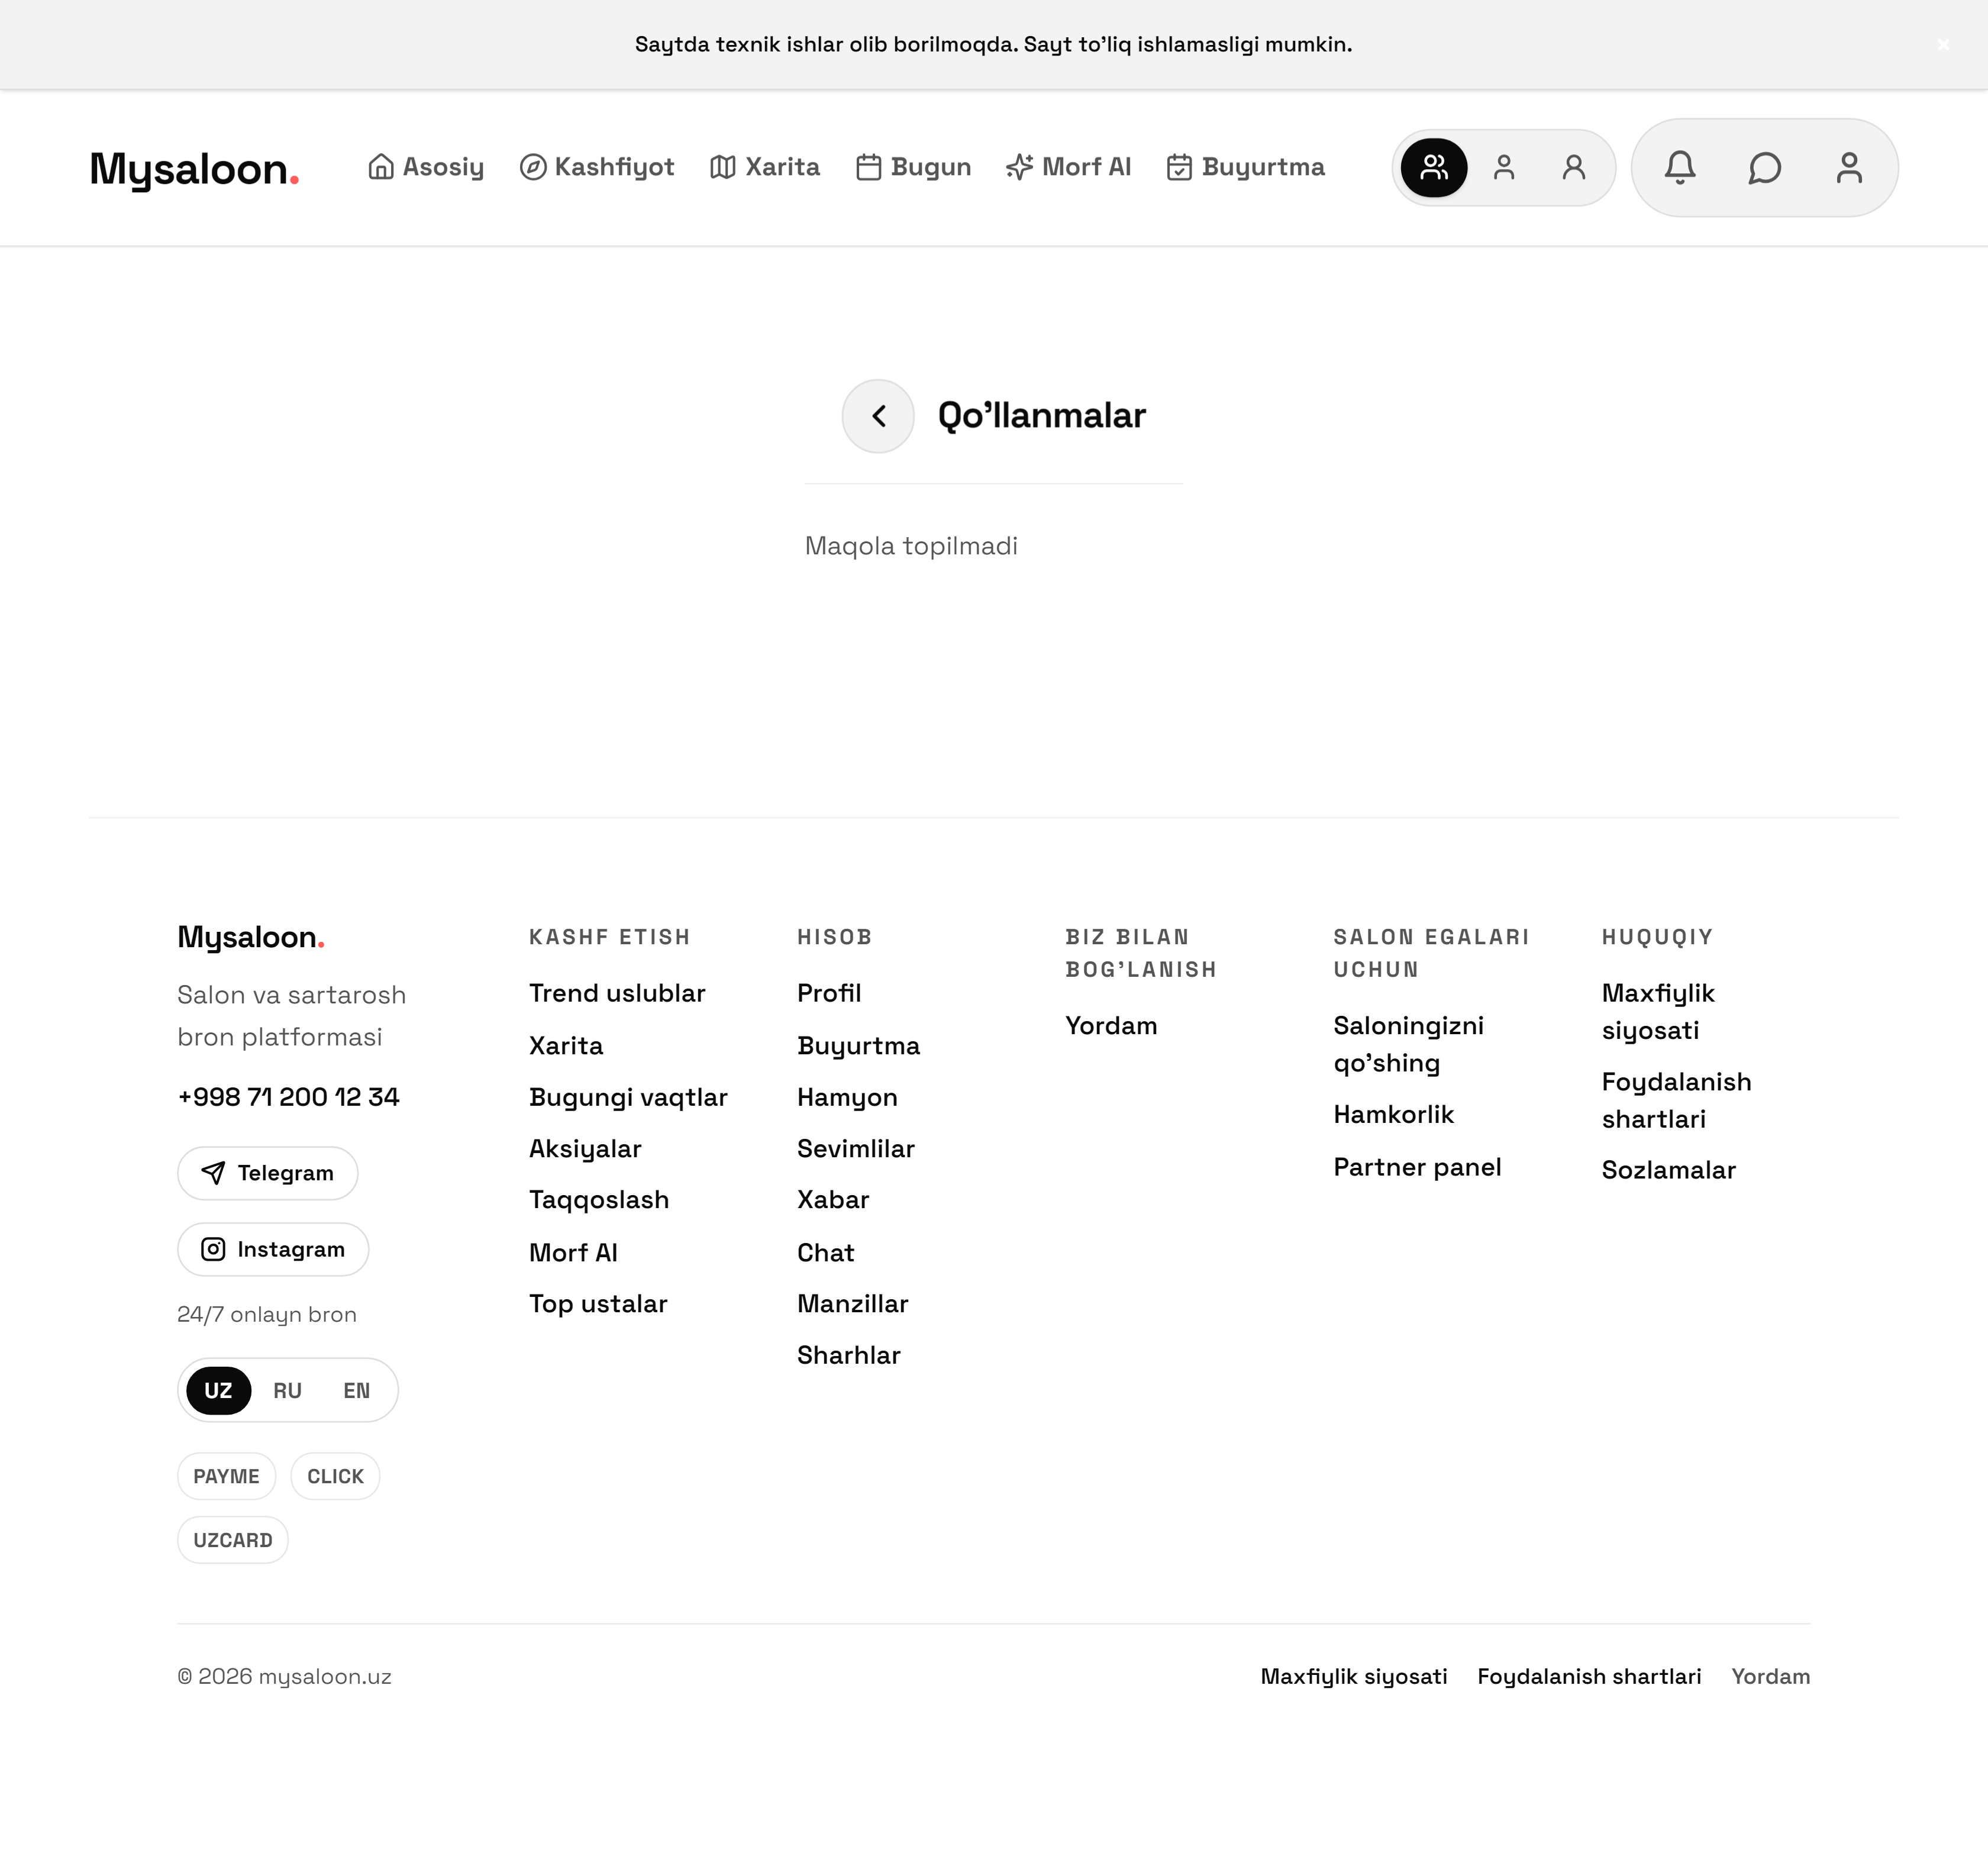 Saytda texnik ishlar olib borilmoqda. Sayt to’liq ishlamasligi mumkin.
×
Mysaloon.
Asosiy
Kashfiyot
Xarita
Bugun
Morf AI
Buyurtma
Qo’llanmalar
Maqola topilmadi
Mysaloon.
Salon va sartarosh
bron platformasi
+998 71 200 12 34
Telegram
Instagram
24/7 onlayn bron
UZ RU EN
PAYME CLICK
UZCARD
KASHF ETISH
Trend uslublar
Xarita
Bugungi vaqtlar
Aksiyalar
Taqqoslash
Morf AI
Top ustalar
HISOB
Profil
Buyurtma
Hamyon
Sevimlilar
Xabar
Chat
Manzillar
Sharhlar
BIZ BILAN
BOG’LANISH
Yordam
SALON EGALARI
UCHUN
Saloningizni
qo’shing
Hamkorlik
Partner panel
HUQUQIY
Maxfiylik
siyosati
Foydalanish
shartlari
Sozlamalar
© 2026 mysaloon.uz
Maxfiylik siyosati Foydalanish shartlari Yordam